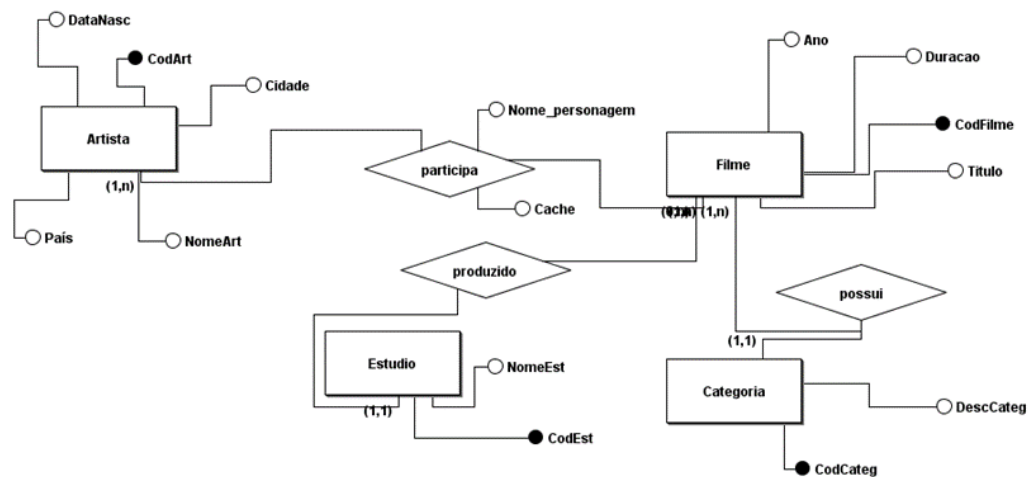 DataNasc
CodArt
Cidade
Artista
(1,n)
País
NomeArt
Nome_personagem
participa
Cache
Ano
Duracao
CodFilme
Filme
Titulo
(1,n)
produzido
possui
(1,1)
Estudio
NomeEst
(1,1)
CodEst
Categoria
DescCateg
CodCateg